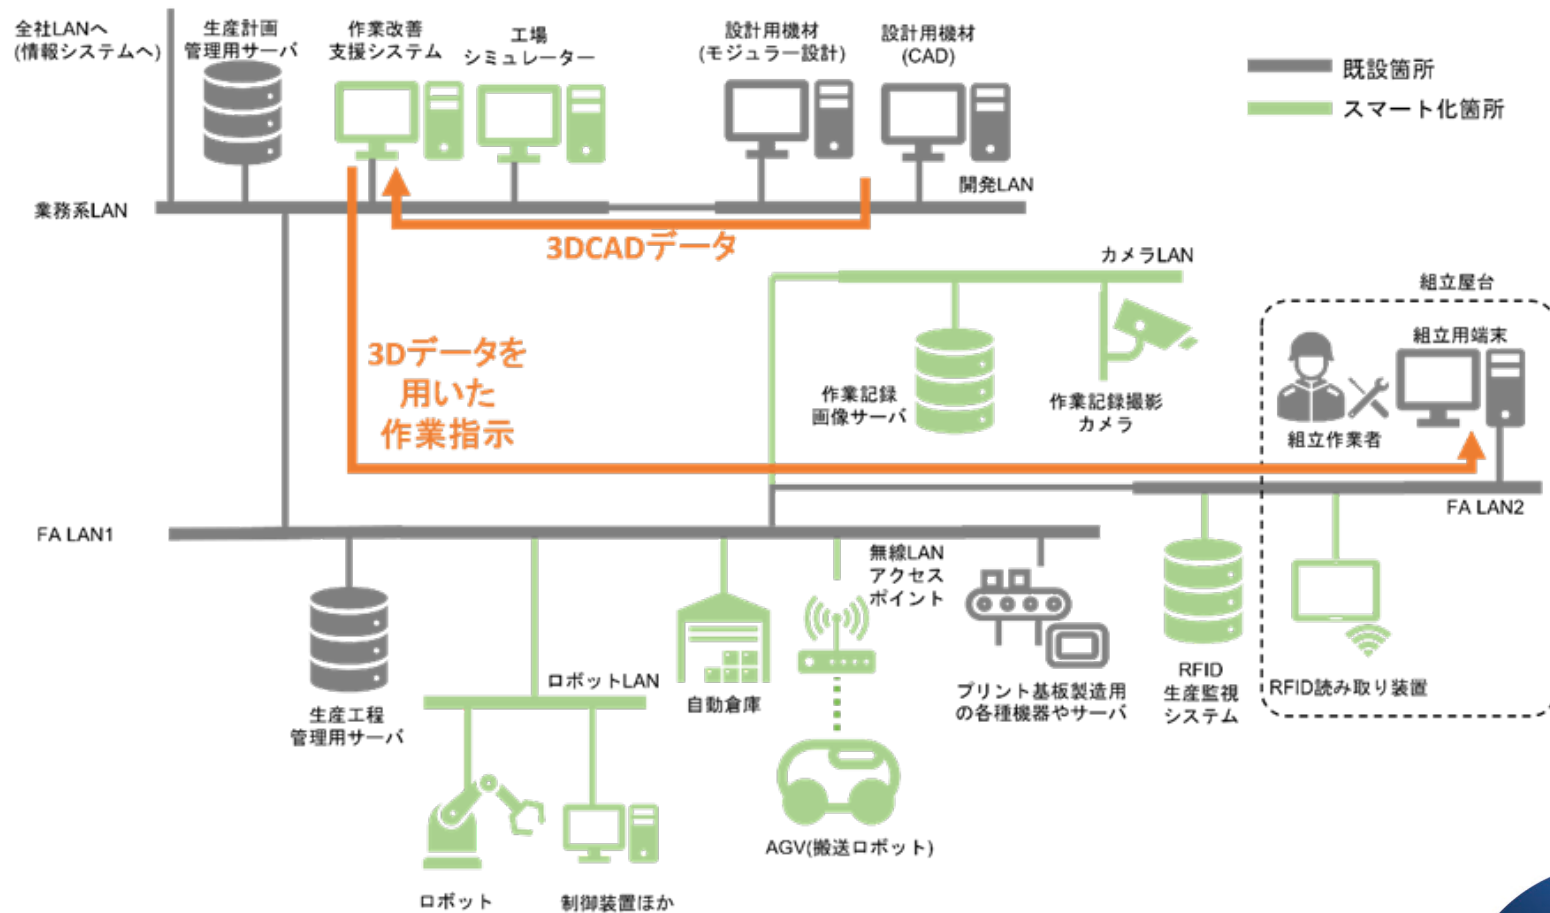 全社LANへ
(情報システムへ)
生産計画
管理用サーバ
作業改善
支援システム
工場
シミュレーター
設計用機材
(モジュラー設計)
設計用機材
(CAD)
既設箇所
スマート化箇所
開発LAN
業務系LAN
3DCADデータ
カメラLAN
組立屋台
組立用端末
3Dデータを
用いた
作業指示
作業記録
画像サーバ
作業記録撮影
カメラ
組立作業者
FA LAN2
FA LAN1
無線LAN
アクセス
ポイント
ロボットLAN
自動倉庫
プリント基板製造用
の各種機器やサーバ
RFID
生産監視
システム
RFID読み取り装置
生産工程
管理用サーバ
AGV(搬送ロボット)
ロボット
制御装置ほか